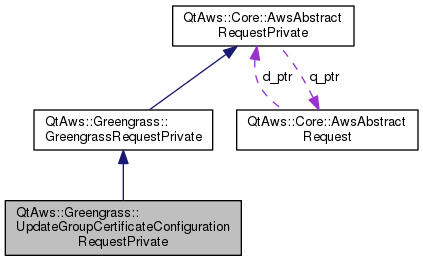 QtAws::Core::AwsAbstract
RequestPrivate
d_ptr
q_ptr
QtAws::Greengrass::
GreengrassRequestPrivate
QtAws::Core::AwsAbstract
Request
QtAws::Greengrass::
UpdateGroupCertificateConfiguration
RequestPrivate